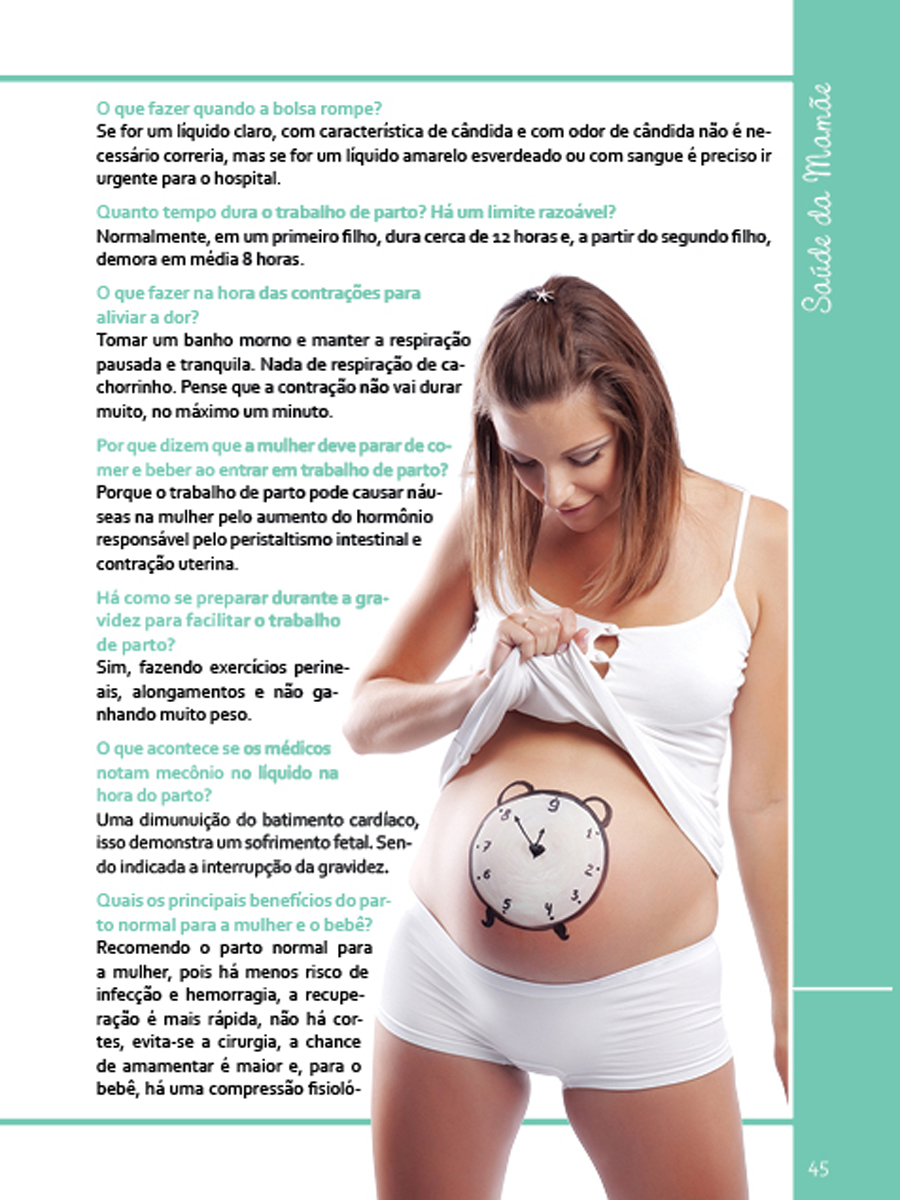 O que fazer quando a bolsa rompe?
Se for um líquido claro, com característica de cândida e com odor de cândida não é ne-
cessário correria, mas se for um líquido amarelo esverdeado ou com sangue é preciso ir
urgente para o hospital.
Quanto tempo dura o trabalho de parto? Há um limite razoável?
Normalmente, em um primeiro filho, dura cerca de 12 horas e, a partir do segundo filho,
demora em média 8 horas.
O que fazer na hora das contrações para
aliviar a dor?
Tomar um banho morno e manter a respiração
pausada e tranquila. Nada de respiração de ca-
chorrinho. Pense que a contração não vai durar
muito, no máximo um minuto.
Por que dizem que a mulher deve parar de co-
mer e beber ao entrar em trabalho de parto?
Porque o trabalho de parto pode causar náu-
seas na mulher pelo aumento do hormônio
responsável pelo peristaltismo intestinal e
contração uterina.
Há como se preparar durante a gra-
videz para facilitar o trabalho
de parto?
Sim, fazendo exercícios perine-
ais, alongamentos e não ga-
nhando muito peso.
O que acontece se os médicos
notam mecônio no líquido na
hora do parto?
Uma dimunuição do batimento cardíaco,
isso demonstra um sofrimento fetal. Sen-
do indicada a interrupção da gravidez.
Quais os principais benefícios do par-
to normal para a mulher e o bebê?
Recomendo o parto normal para
a mulher, pois há menos risco de
infecção e hemorragia, a recupe-
ração é mais rápida, não há cor-
tes, evita-se a cirurgia, a chance
de amamentar é maior e, para o
bebê, há uma compressão fisioló-
9
1
2
3
4
5
6
7
8
Saúde da Mamãe
45